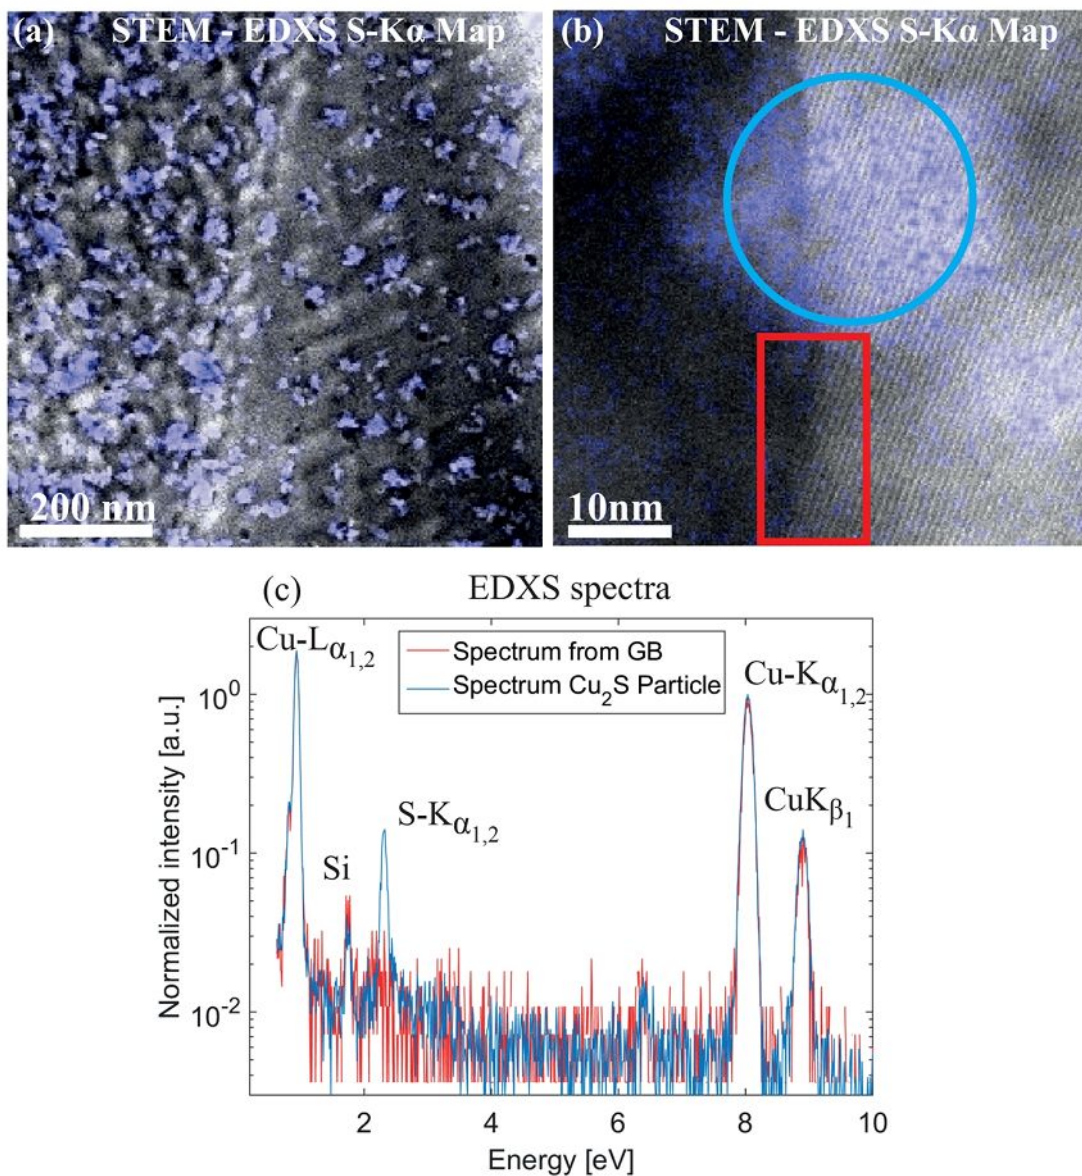 (a) STEM - EDXS S-Kα Map
200 nm
(b) STEM - EDXS S-Kα Map
10nm
(c) EDXS spectra
Cu-Lα1,2
Spectrum from GB
Spectrum Cu2S Particle
Cu-Kα1,2
CuKβ1
S-Kα1,2
Si
Normalized intensity [a.u.]
10^0
10^-1
10^-2
2 4 6 8 10
Energy [eV]